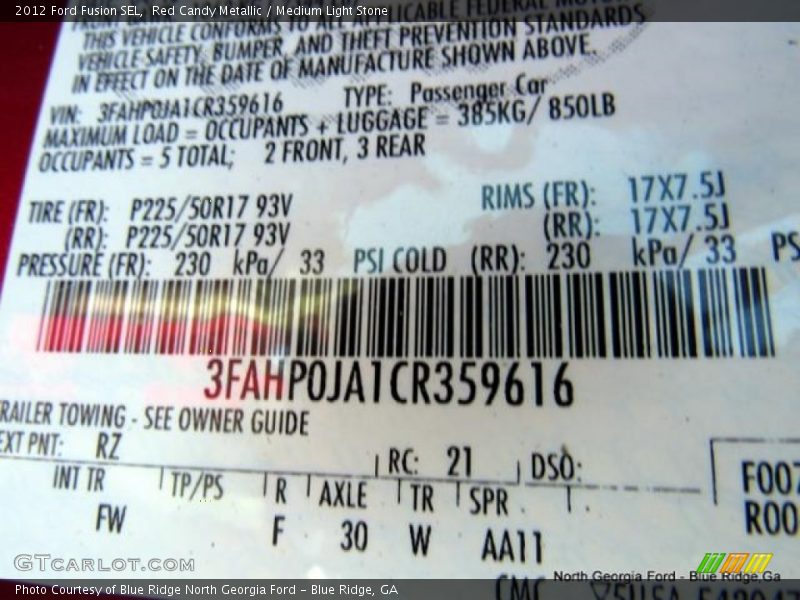 2012 Ford Fusion SEL, Red Candy Metallic / Medium Light Stone
THIS VEHICLE CONFORMS TO ALL APPLICABLE FEDERAL MOTOR
VEHICLE SAFETY, BUMPER, AND THEFT PREVENTION STANDARDS
IN EFFECT ON THE DATE OF MANUFACTURE SHOWN ABOVE.
VIN: 3FAHP0JA1CR359616 TYPE: Passenger Car
MAXIMUM LOAD = OCCUPANTS + LUGGAGE = 385KG/ 850LB
OCCUPANTS = 5 TOTAL; 2 FRONT, 3 REAR
TIRE (FR): P225/50R17 93V RIMS (FR): 17X7.5J
(RR): P225/50R17 93V (RR): 17X7.5J
PRESSURE (FR): 230 kPa/ 33 PSI COLD (RR): 230 kPa/ 33 PS
3FAHP0JA1CR359616
TRAILER TOWING - SEE OWNER GUIDE
EXT PNT: RZ RC: 21 DSO:
INT TR TP/PS R AXLE TR SPR F007
FW F 30 W AA11 R00
GTCARLOT.COM
North Georgia Ford - Blue Ridge,Ga
Photo Courtesy of Blue Ridge North Georgia Ford – Blue Ridge, GA